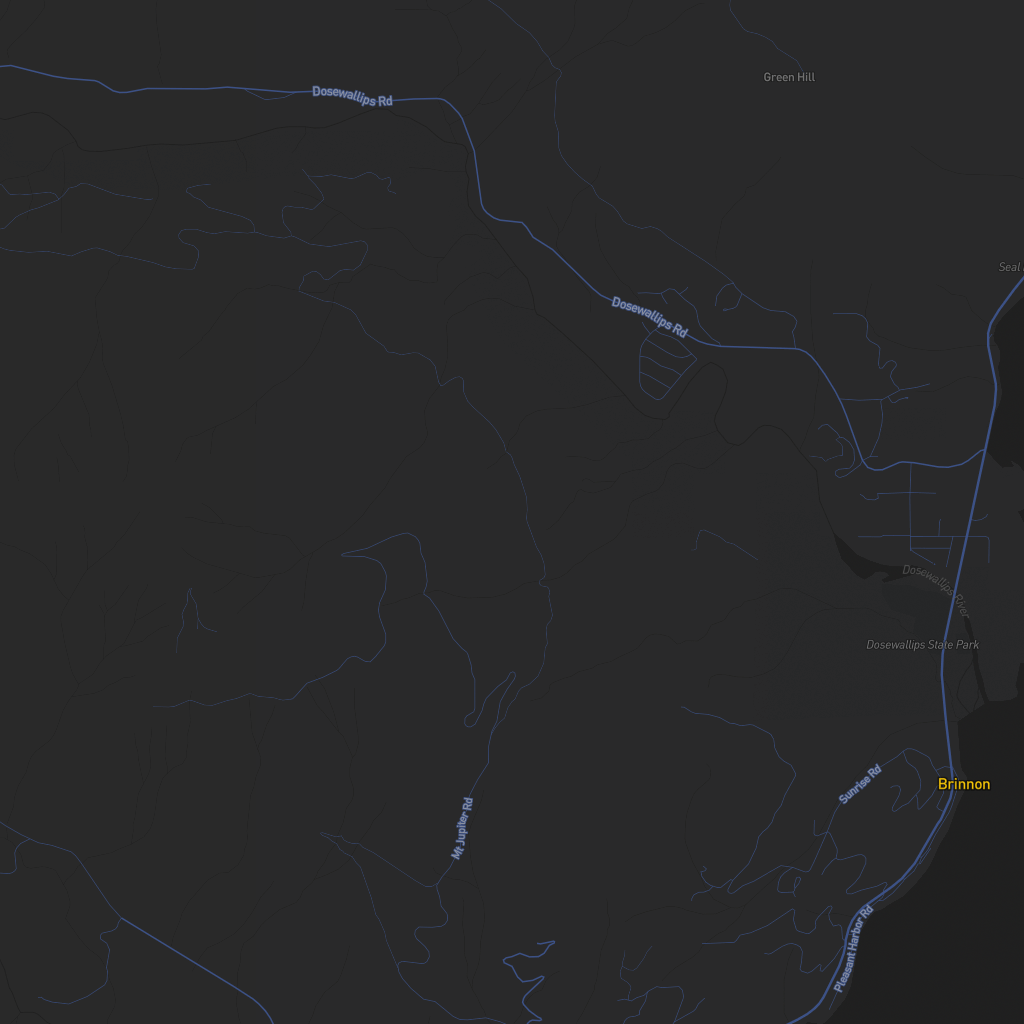 Green Hill
Dosewallips Rd
Seal
Dosewallips Rd
Dosewallips River
Dosewallips State Park
Sunrise Rd
Brinnon
Mt Jupiter Rd
Pleasant Harbor Rd